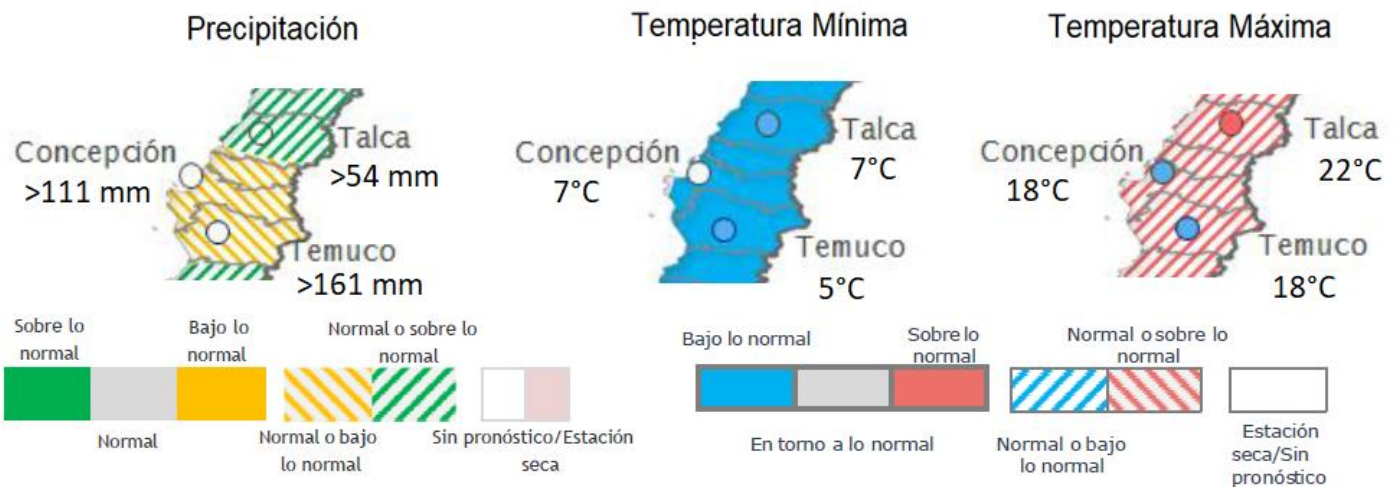 Precipitación
Temperatura Mínima
Temperatura Máxima
Concepción
>111 mm
Talca
>54 mm
Temuco
>161 mm
Concepción
7°C
Talca
7°C
Temuco
5°C
Concepción
18°C
Talca
22°C
Temuco
18°C
Sobre lo
normal
Bajo lo
normal
Normal o sobre lo
normal
Normal
Normal o bajo
lo normal
Sin pronóstico/Estación
seca
Bajo lo normal
Sobre lo
normal
Normal o sobre lo
normal
En torno a lo normal
Normal o bajo
lo normal
Estación
seca/Sin
pronóstico